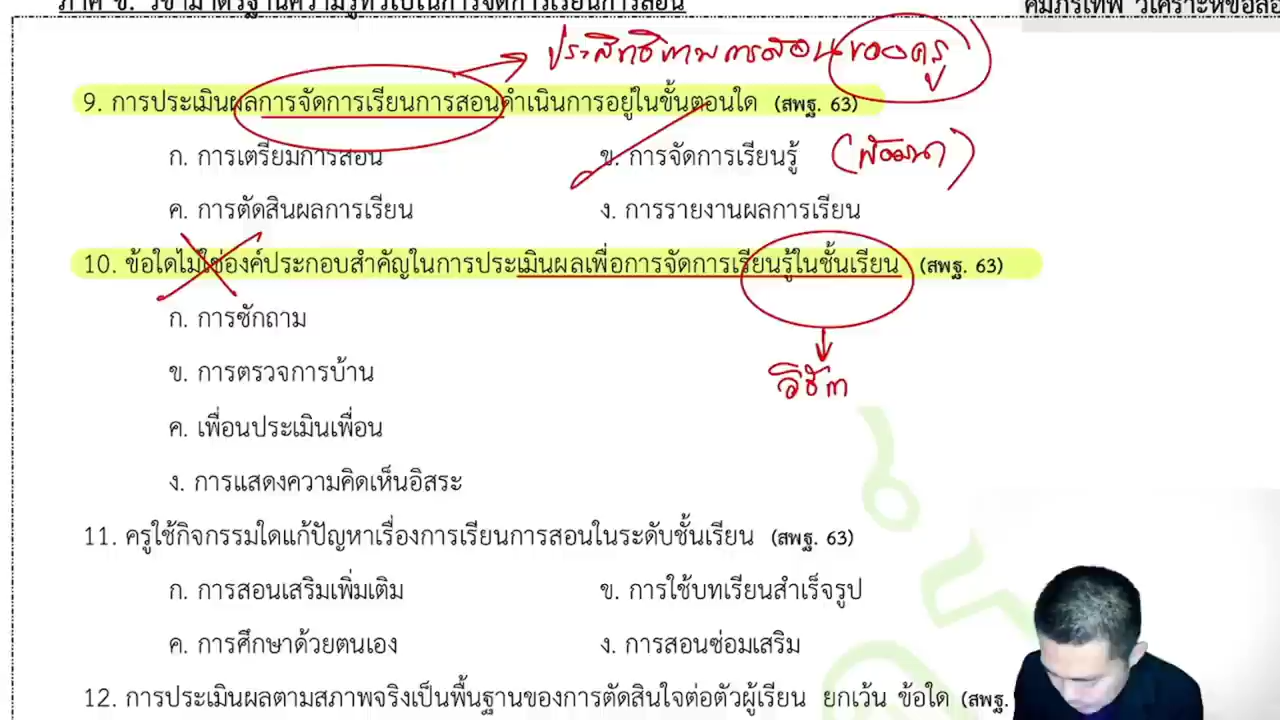 ภาค ข. วิชามาตรฐานความรู้ทั่วไปในการจัดการเรียนการสอน
คัมภีร์เทพ วิเคราะห์ข้อสอ
ประสิทธิภาพการสอนของครู
9. การประเมินผลการจัดการเรียนการสอนดำเนินการอยู่ในขั้นตอนใด (สพฐ. 63)
ก. การเตรียมการสอน ข. การจัดการเรียนรู้ (พัฒนา)
ค. การตัดสินผลการเรียน ง. การรายงานผลการเรียน
10. ข้อใดไม่ใช่องค์ประกอบสำคัญในการประเมินผลเพื่อการจัดการเรียนรู้ในชั้นเรียน (สพฐ. 63)
ก. การซักถาม
ข. การตรวจการบ้าน
ค. เพื่อนประเมินเพื่อน
ง. การแสดงความคิดเห็นอิสระ
11. ครูใช้กิจกรรมใดแก้ปัญหาเรื่องการเรียนการสอนในระดับชั้นเรียน (สพฐ. 63)
ก. การสอนเสริมเพิ่มเติม ข. การใช้บทเรียนสำเร็จรูป
ค. การศึกษาด้วยตนเอง ง. การสอนซ่อมเสริม
12. การประเมินผลตามสภาพจริงเป็นพื้นฐานของการตัดสินใจต่อตัวผู้เรียน ยกเว้น ข้อใด (สพฐ.